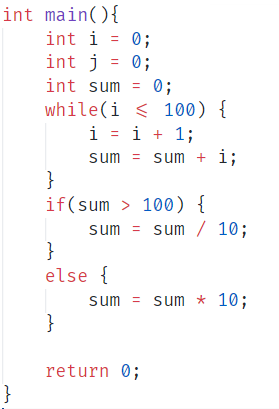 int main(){
    int i = 0;
    int j = 0;
    int sum = 0;
    while(i <= 100) {
        i = i + 1;
        sum = sum + i;
    }
    if(sum > 100) {
        sum = sum / 10;
    }
    else {
        sum = sum * 10;
    }

    return 0;
}